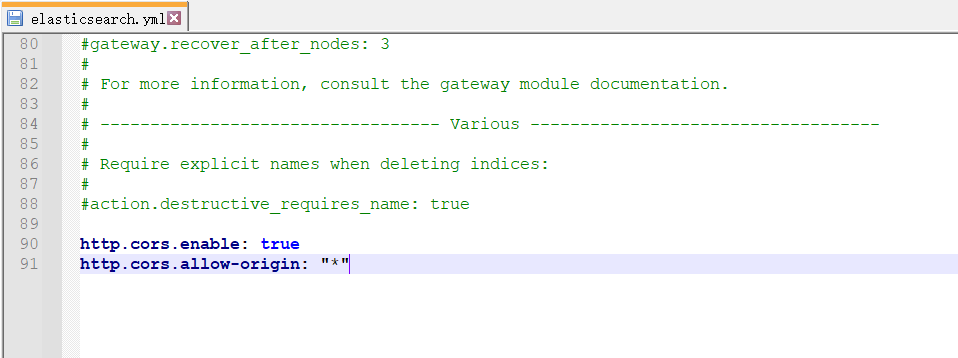 elasticsearch.yml
80 #gateway.recover_after_nodes: 3
81 #
82 # For more information, consult the gateway module documentation.
83 #
84 # ---------------------------------- Various -----------------------------------
85 #
86 # Require explicit names when deleting indices:
87 #
88 #action.destructive_requires_name: true
89
90 http.cors.enable: true
91 http.cors.allow-origin: "*"